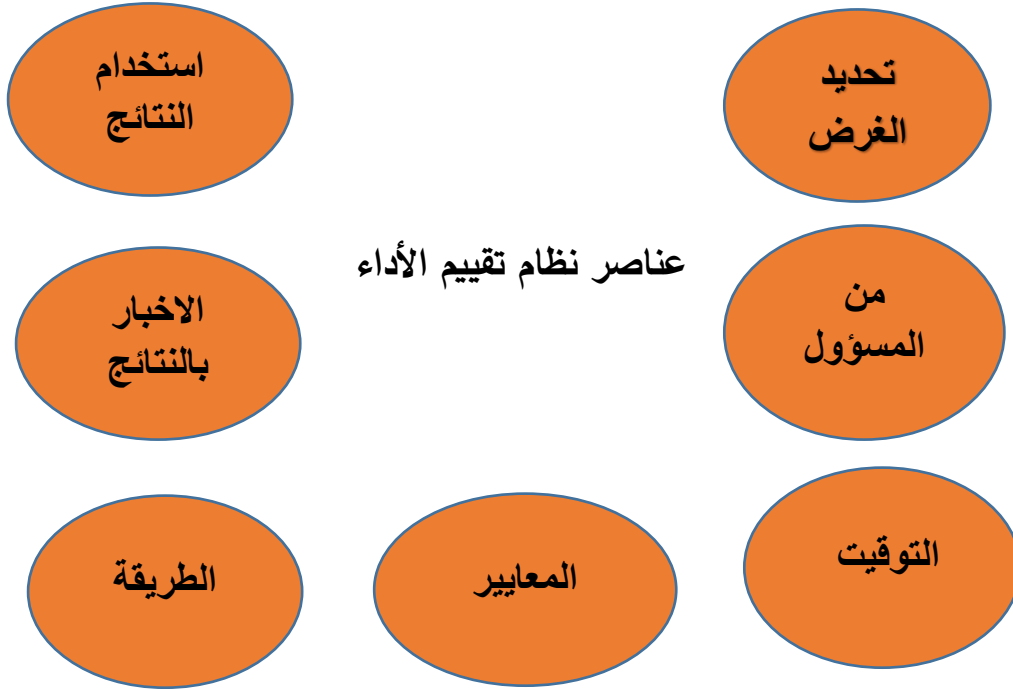 عناصر نظام تقييم الأداء
تحديد
الغرض
من
المسؤول
التوقيت
المعايير
الطريقة
الاخبار
بالنتائج
استخدام
النتائج